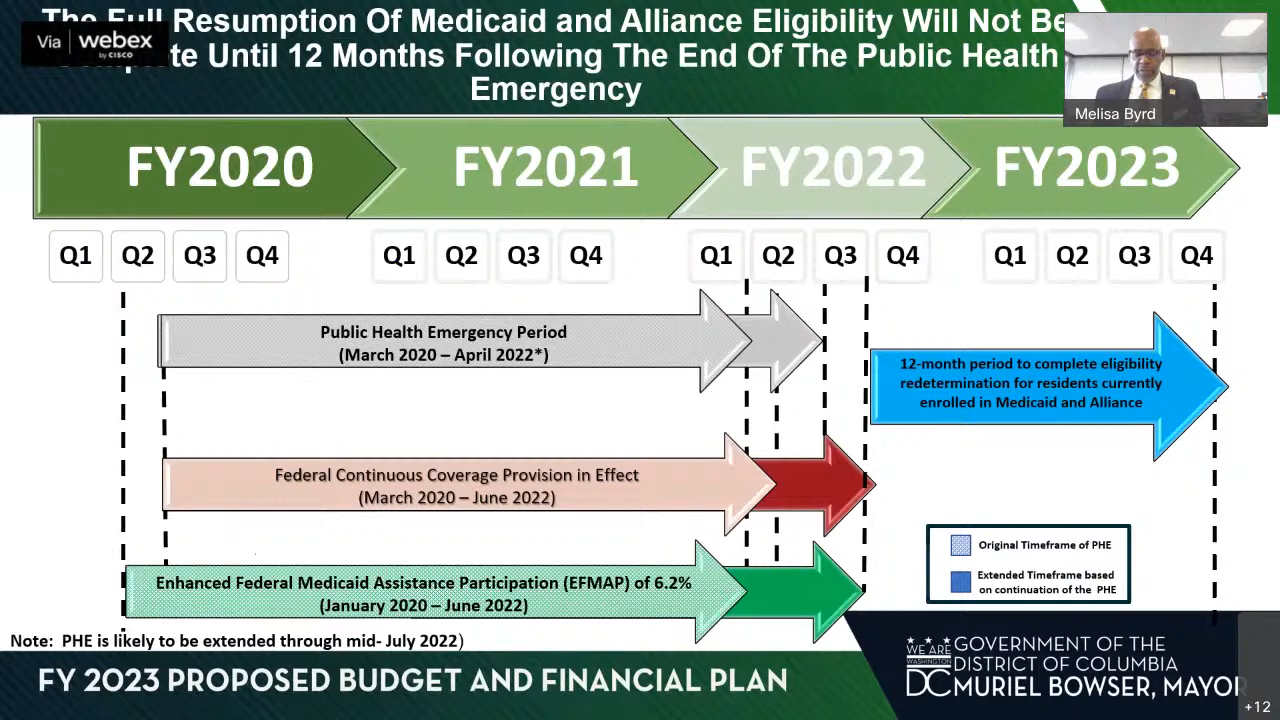 The Full Resumption Of Medicaid and Alliance Eligibility Will Not Be
Until 12 Months Following The End Of The Public Health
Emergency
Via webex
by CISCO
Melisa Byrd
FY2020 FY2021 FY2022 FY2023
Q1 Q2 Q3 Q4 Q1 Q2 Q3 Q4 Q1 Q2 Q3 Q4 Q1 Q2 Q3 Q4
Public Health Emergency Period
(March 2020 – April 2022*)
12-month period to complete eligibility
redetermination for residents currently
enrolled in Medicaid and Alliance
Federal Continuous Coverage Provision in Effect
(March 2020 – June 2022)
Original Timeframe of PHE
Extended Timeframe based
on continuation of the PHE
Enhanced Federal Medicaid Assistance Participation (EFMAP) of 6.2%
(January 2020 – June 2022)
Note: PHE is likely to be extended through mid- July 2022)
FY 2023 PROPOSED BUDGET AND FINANCIAL PLAN
WE ARE
WASHINGTON
DC
GOVERNMENT OF THE
DISTRICT OF COLUMBIA
MURIEL BOWSER, MAYOR
+12